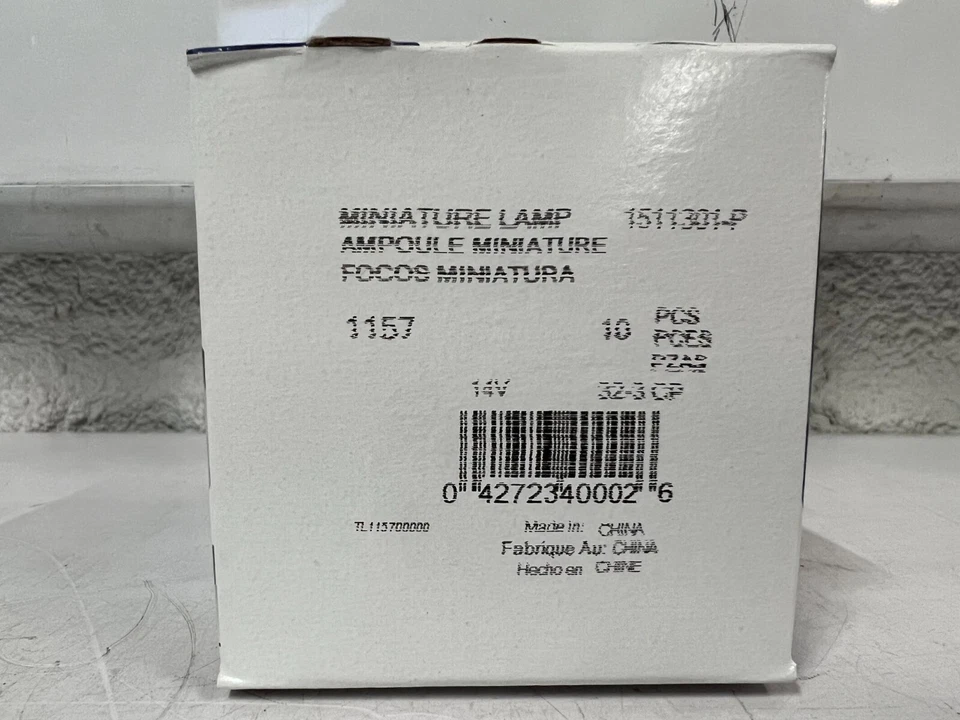 MINIATURE LAMP 1511301-P
AMPOULE MINIATURE
FOCOS MINIATURA
1157 10 PCS
PCES
PZAS
14V 32-3 CP
0 42723 40002 6
TL115700000
Made in: CHINA
Fabrique Au: CHINA
Hecho en CHINE